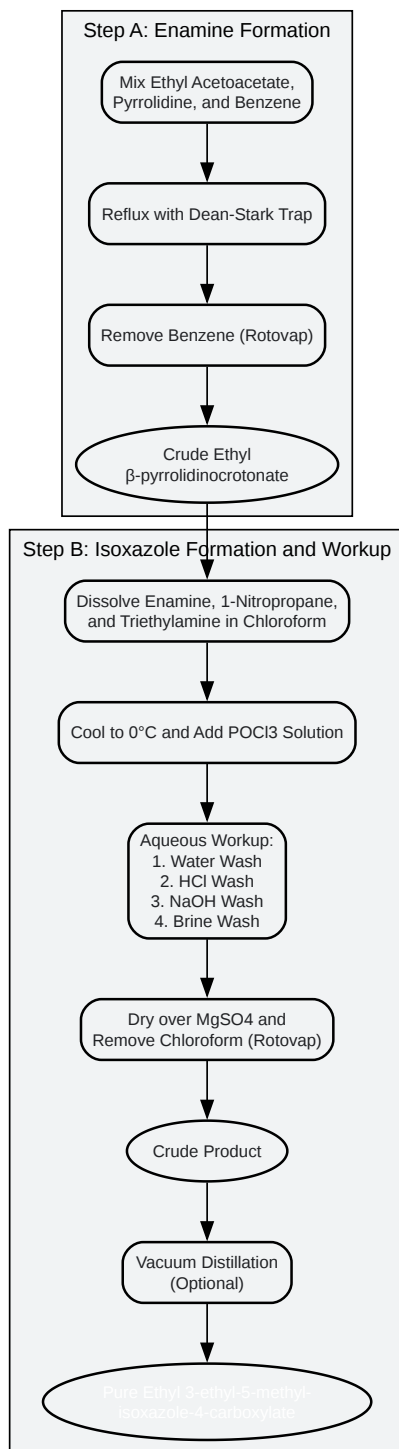 Step A: Enamine Formation
Mix Ethyl Acetoacetate,
Pyrrolidine, and Benzene
Reflux with Dean-Stark Trap
Remove Benzene (Rotovap)
Crude Ethyl
β-pyrrolidinocrotonate
Step B: Isoxazole Formation and Workup
Dissolve Enamine, 1-Nitropropane,
and Triethylamine in Chloroform
Cool to 0°C and Add POCl3 Solution
Aqueous Workup:
1. Water Wash
2. HCl Wash
3. NaOH Wash
4. Brine Wash
Dry over MgSO4 and
Remove Chloroform (Rotovap)
Crude Product
Vacuum Distillation
(Optional)
Pure Ethyl 3-ethyl-5-methyl-
isoxazole-4-carboxylate